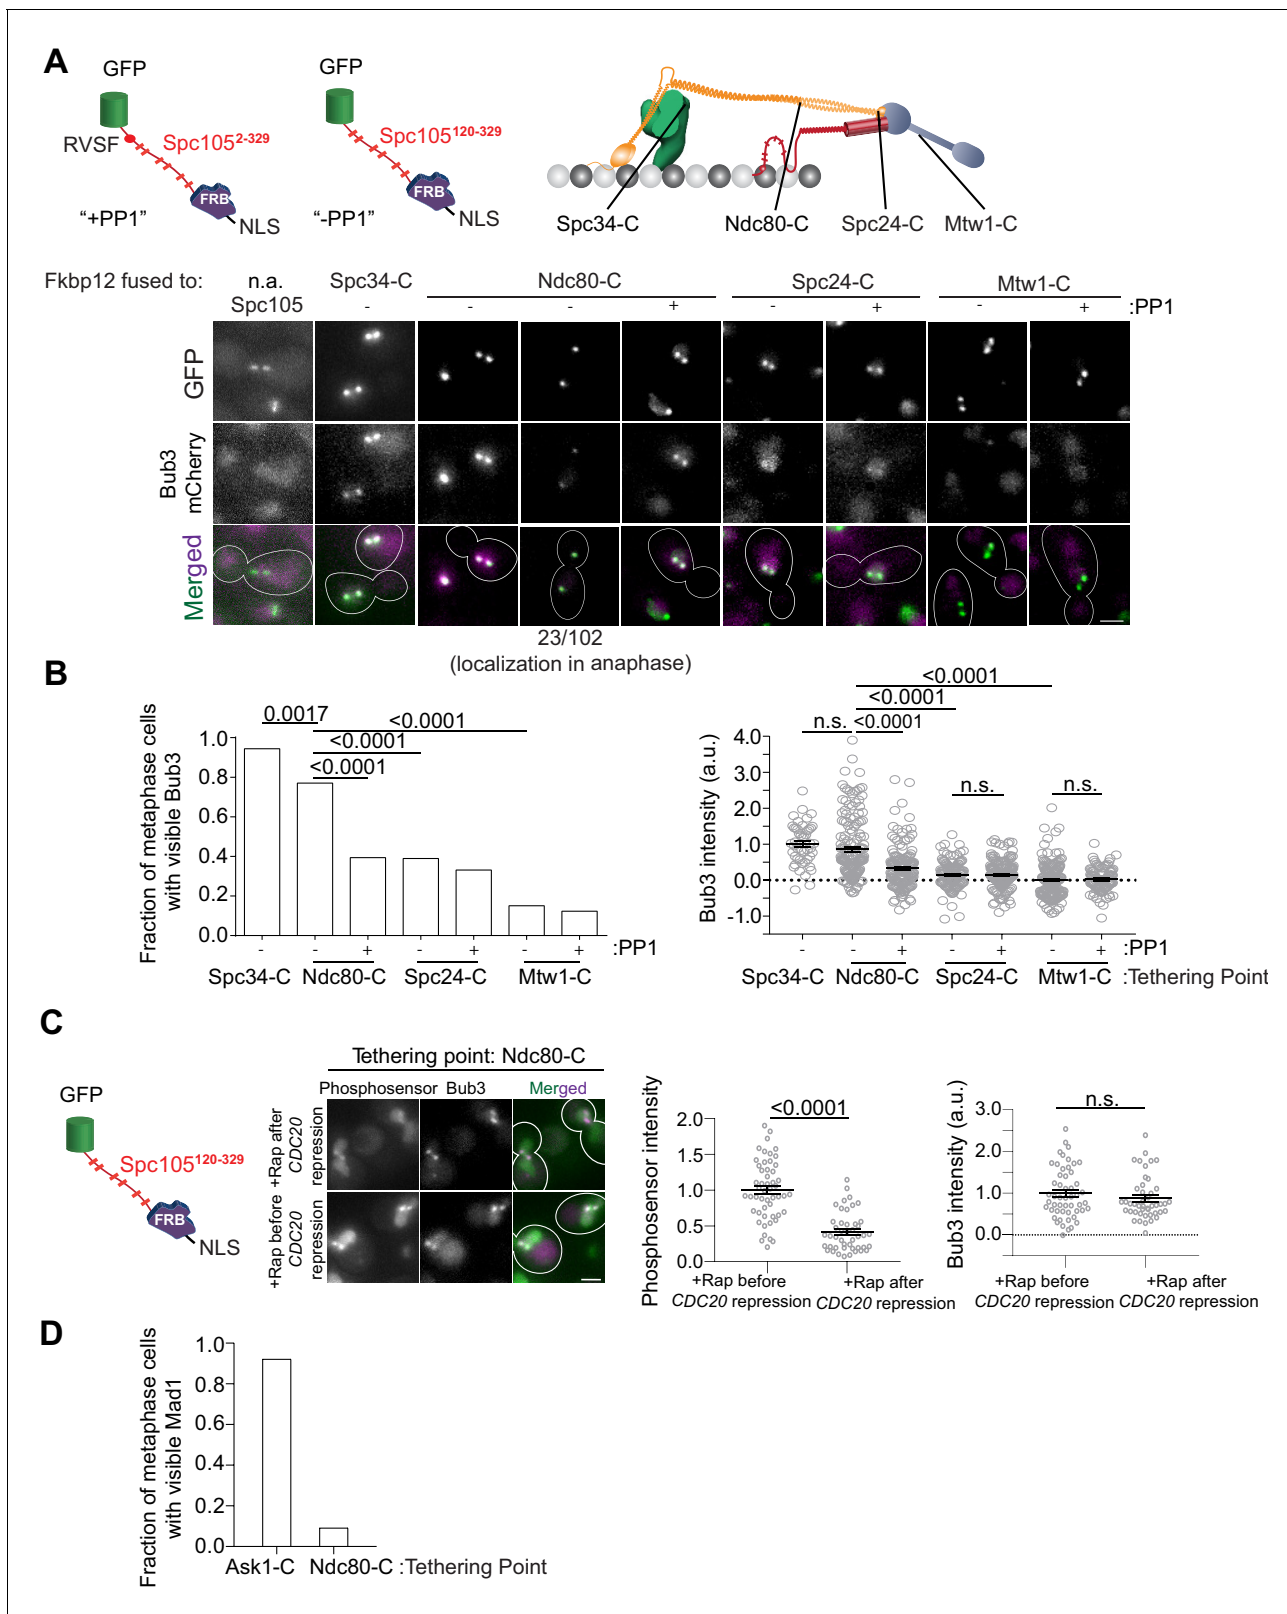 A
GFP
GFP
RVSF
Spc105 2-329
Spc105 120-329
FRB
FRB
NLS
NLS
“+PP1”
“-PP1”
Spc34-C
Ndc80-C
Spc24-C
Mtw1-C
Fkbp12 fused to:
n.a.
Spc34-C
Ndc80-C
Spc24-C
Mtw1-C
Spc105
- - - + - + - + :PP1
GFP
Bub3 mCherry
Merged
23/102
(localization in anaphase)
B
Fraction of metaphase cells
with visible Bub3
1.0
0.8
0.6
0.4
0.2
0.0
0.0017
<0.0001
<0.0001
<0.0001
- - + - + - + :PP1
Spc34-C Ndc80-C Spc24-C Mtw1-C
Bub3 intensity (a.u.)
4.0
3.0
2.0
1.0
0.0
-1.0
<0.0001
<0.0001
n.s. <0.0001
n.s.
n.s.
- - + - + - + :PP1
Spc34-C Ndc80-C Spc24-C Mtw1-C :Tethering Point
C
GFP
Spc105 120-329
FRB
NLS
Tethering point: Ndc80-C
Phosphosensor Bub3 Merged
+Rap after
CDC20
repression
+Rap before
CDC20
repression
Phosphosensor intensity
2.0
1.5
1.0
0.5
0.0
<0.0001
+Rap before
CDC20 repression
+Rap after
CDC20 repression
Bub3 intensity (a.u.)
3.0
2.0
1.0
0.0
n.s.
+Rap before
CDC20 repression
+Rap after
CDC20 repression
D
Fraction of metaphase cells
with visible Mad1
1.0
0.8
0.6
0.4
0.2
0.0
Ask1-C Ndc80-C :Tethering Point